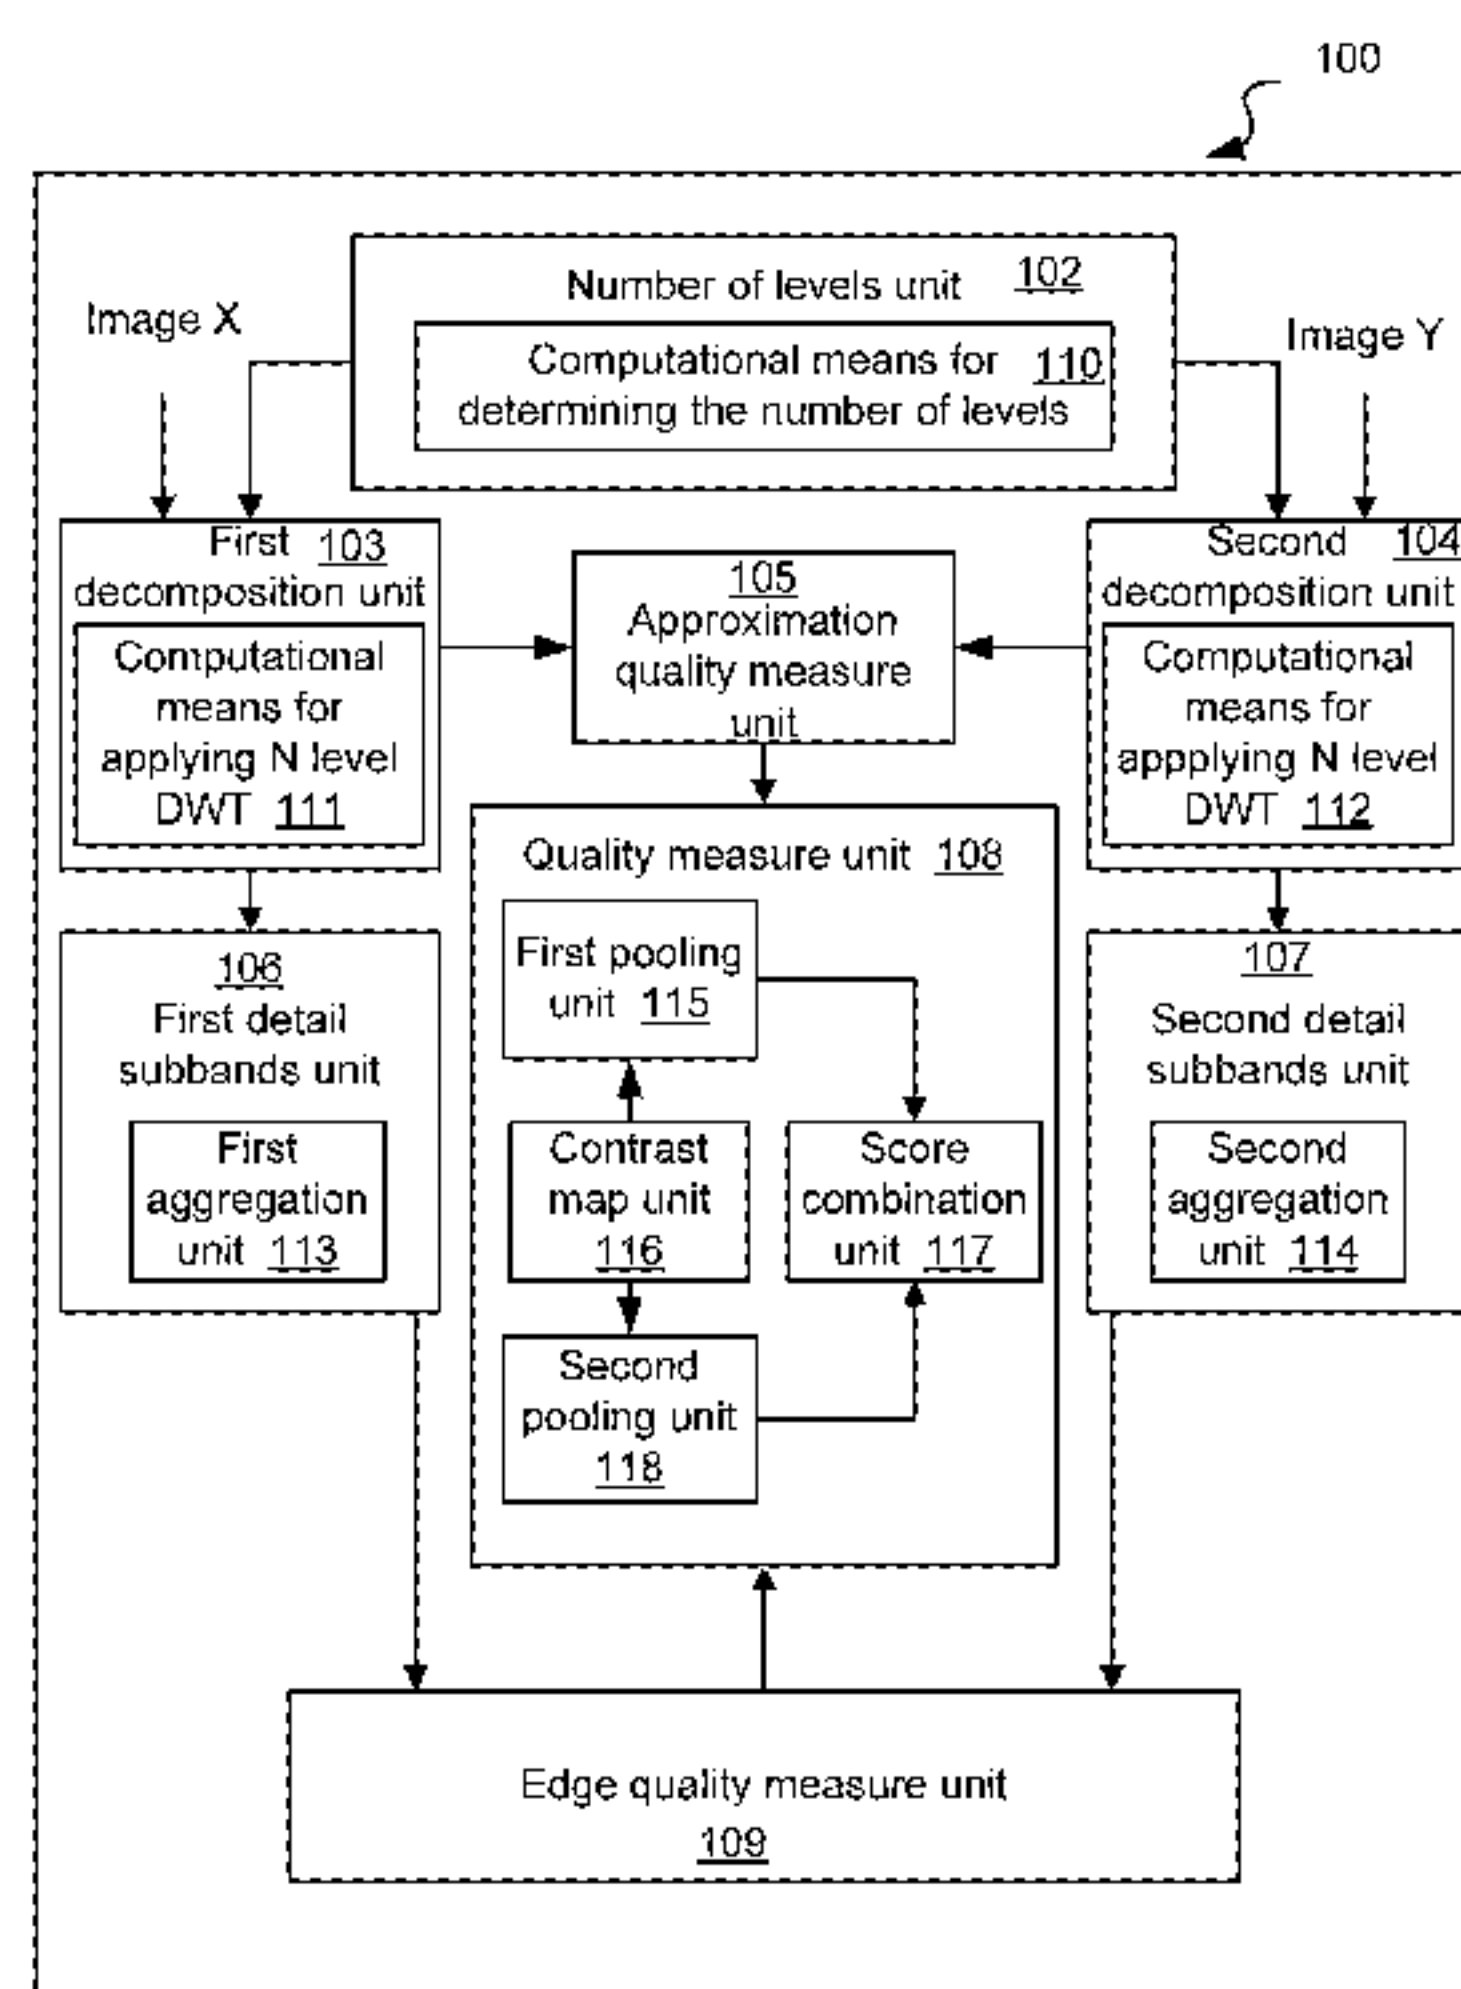 100
Number of levels unit 102
Image X
Image Y
Computational means for 110
determining the number of levels
First 103
decomposition unit
Computational
means for
applying N level
DWT 111
105
Approximation
quality measure
unit
Second 104
decomposition unit
Computational
means for
appplying N level
DWT 112
Quality measure unit 108
First pooling
unit 115
Contrast
map unit
116
Score
combination
unit 117
Second
pooling unit
118
106
First detail
subbands unit
First
aggregation
unit 113
107
Second detail
subbands unit
Second
aggregation
unit 114
Edge quality measure unit
109